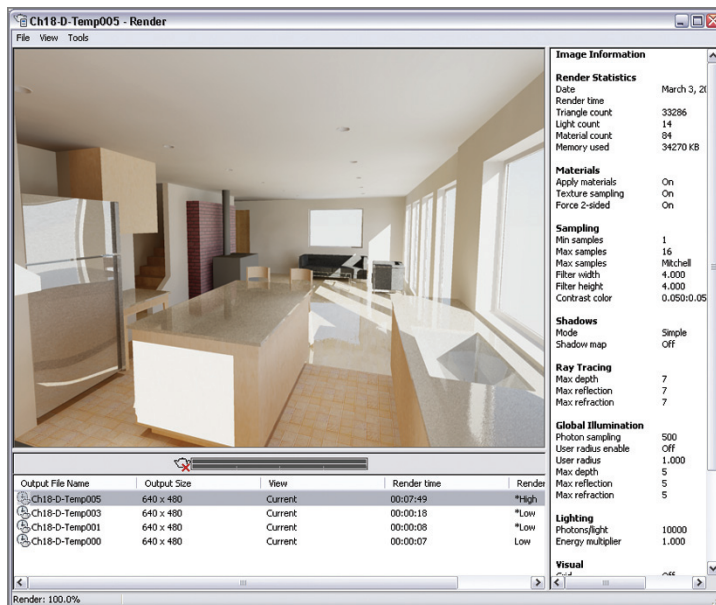 Ch18-D-Temp005 - Render
File View Tools
Image Information
Render Statistics
Date March 3, 20
Render time
Triangle count 33286
Light count 14
Material count 84
Memory used 34270 KB
Materials
Apply materials On
Texture sampling On
Force 2-sided On
Sampling
Min samples 1
Max samples 16
Max samples Mitchell
Filter width 4.000
Filter height 4.000
Contrast color 0.050:0.05
Shadows
Mode Simple
Shadow map Off
Ray Tracing
Max depth 7
Max reflection 7
Max refraction 7
Global Illumination
Photon sampling 500
User radius enable Off
User radius 1.000
Max depth 5
Max reflection 5
Max refraction 5
Lighting
Photons/light 10000
Energy multiplier 1.000
Visual
Output File Name Output Size View Render time Render
Ch18-D-Temp005 640 x 480 Current 00:07:49 *High
Ch18-D-Temp003 640 x 480 Current 00:00:18 *Low
Ch18-D-Temp001 640 x 480 Current 00:00:08 *Low
Ch18-D-Temp000 640 x 480 Current 00:00:07 Low
Render: 100.0%